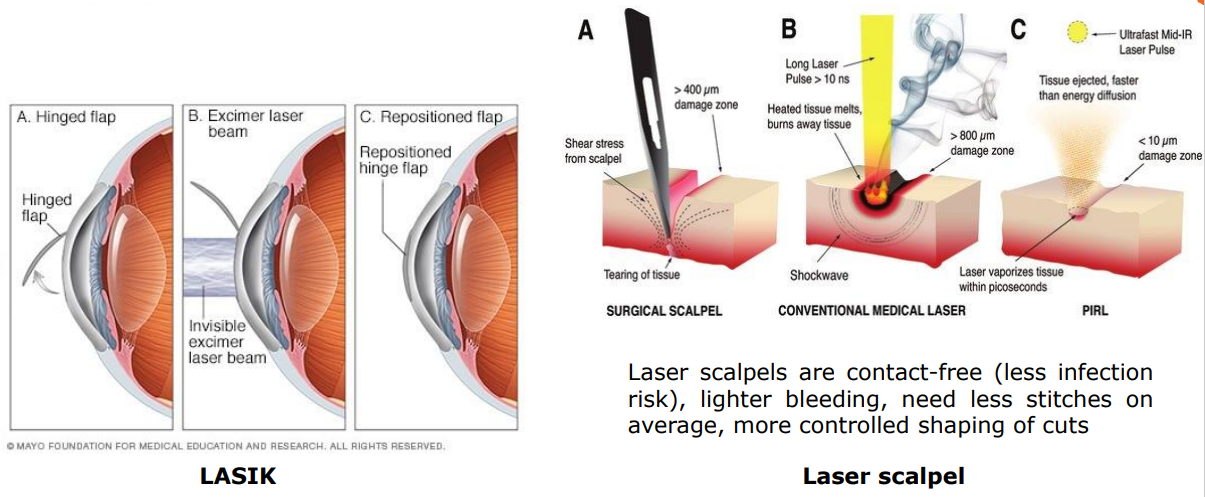 A. Hinged flap
Hinged
flap
B. Excimer laser
beam
Invisible
excimer
laser beam
C. Repositioned flap
Repositioned
hinge flap
© MAYO FOUNDATION FOR MEDICAL EDUCATION AND RESEARCH. ALL RIGHTS RESERVED.
LASIK
A
> 400 µm
damage zone
Shear stress
from scalpel
Tearing of tissue
SURGICAL SCALPEL
B
Long Laser
Pulse > 10 ns
Heated tissue melts,
burns away tissue
> 800 µm
damage zone
Shockwave
CONVENTIONAL MEDICAL LASER
C
Ultrafast Mid-IR
Laser Pulse
Tissue ejected, faster
than energy diffusion
< 10 µm
damage zone
Laser vaporizes tissue
within picoseconds
PIRL
Laser scalpels are contact-free (less infection
risk), lighter bleeding, need less stitches on
average, more controlled shaping of cuts
Laser scalpel